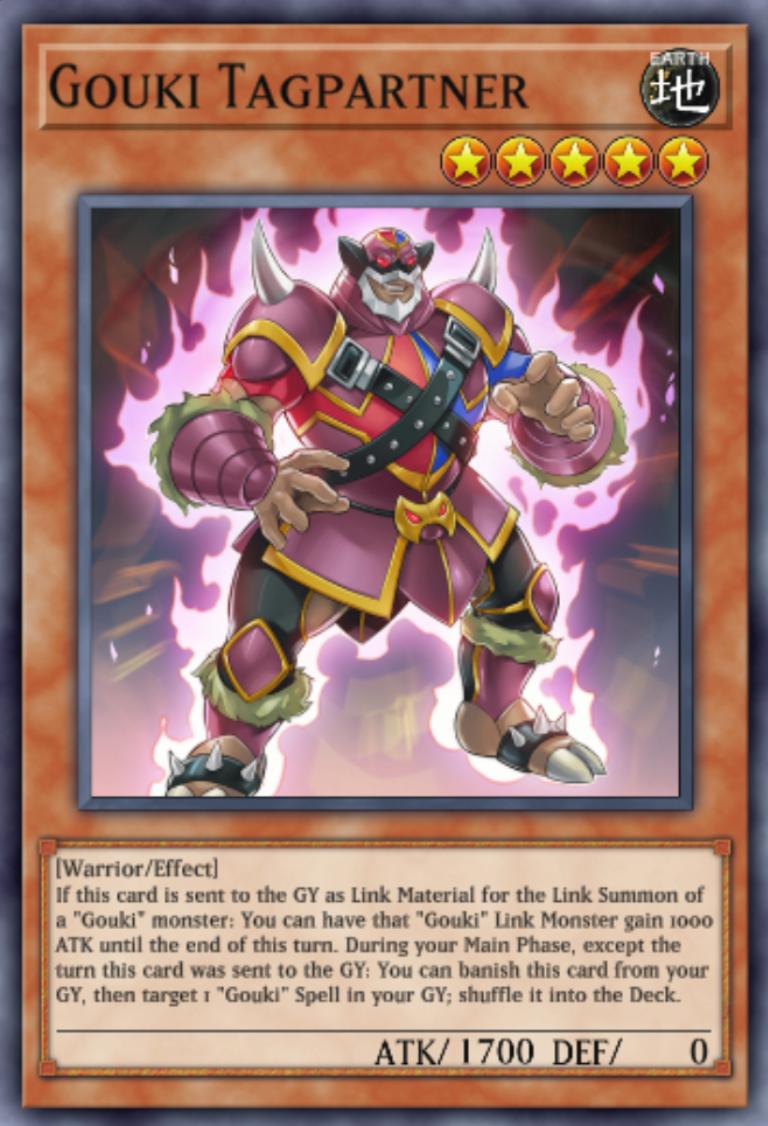 Gouki Tagpartner
EARTH
地
[Warrior/Effect]
If this card is sent to the GY as Link Material for the Link Summon of
a "Gouki" monster: You can have that "Gouki" Link Monster gain 1000
ATK until the end of this turn. During your Main Phase, except the
turn this card was sent to the GY: You can banish this card from your
GY, then target 1 "Gouki" Spell in your GY; shuffle it into the Deck.
ATK/ 1700 DEF/ 0